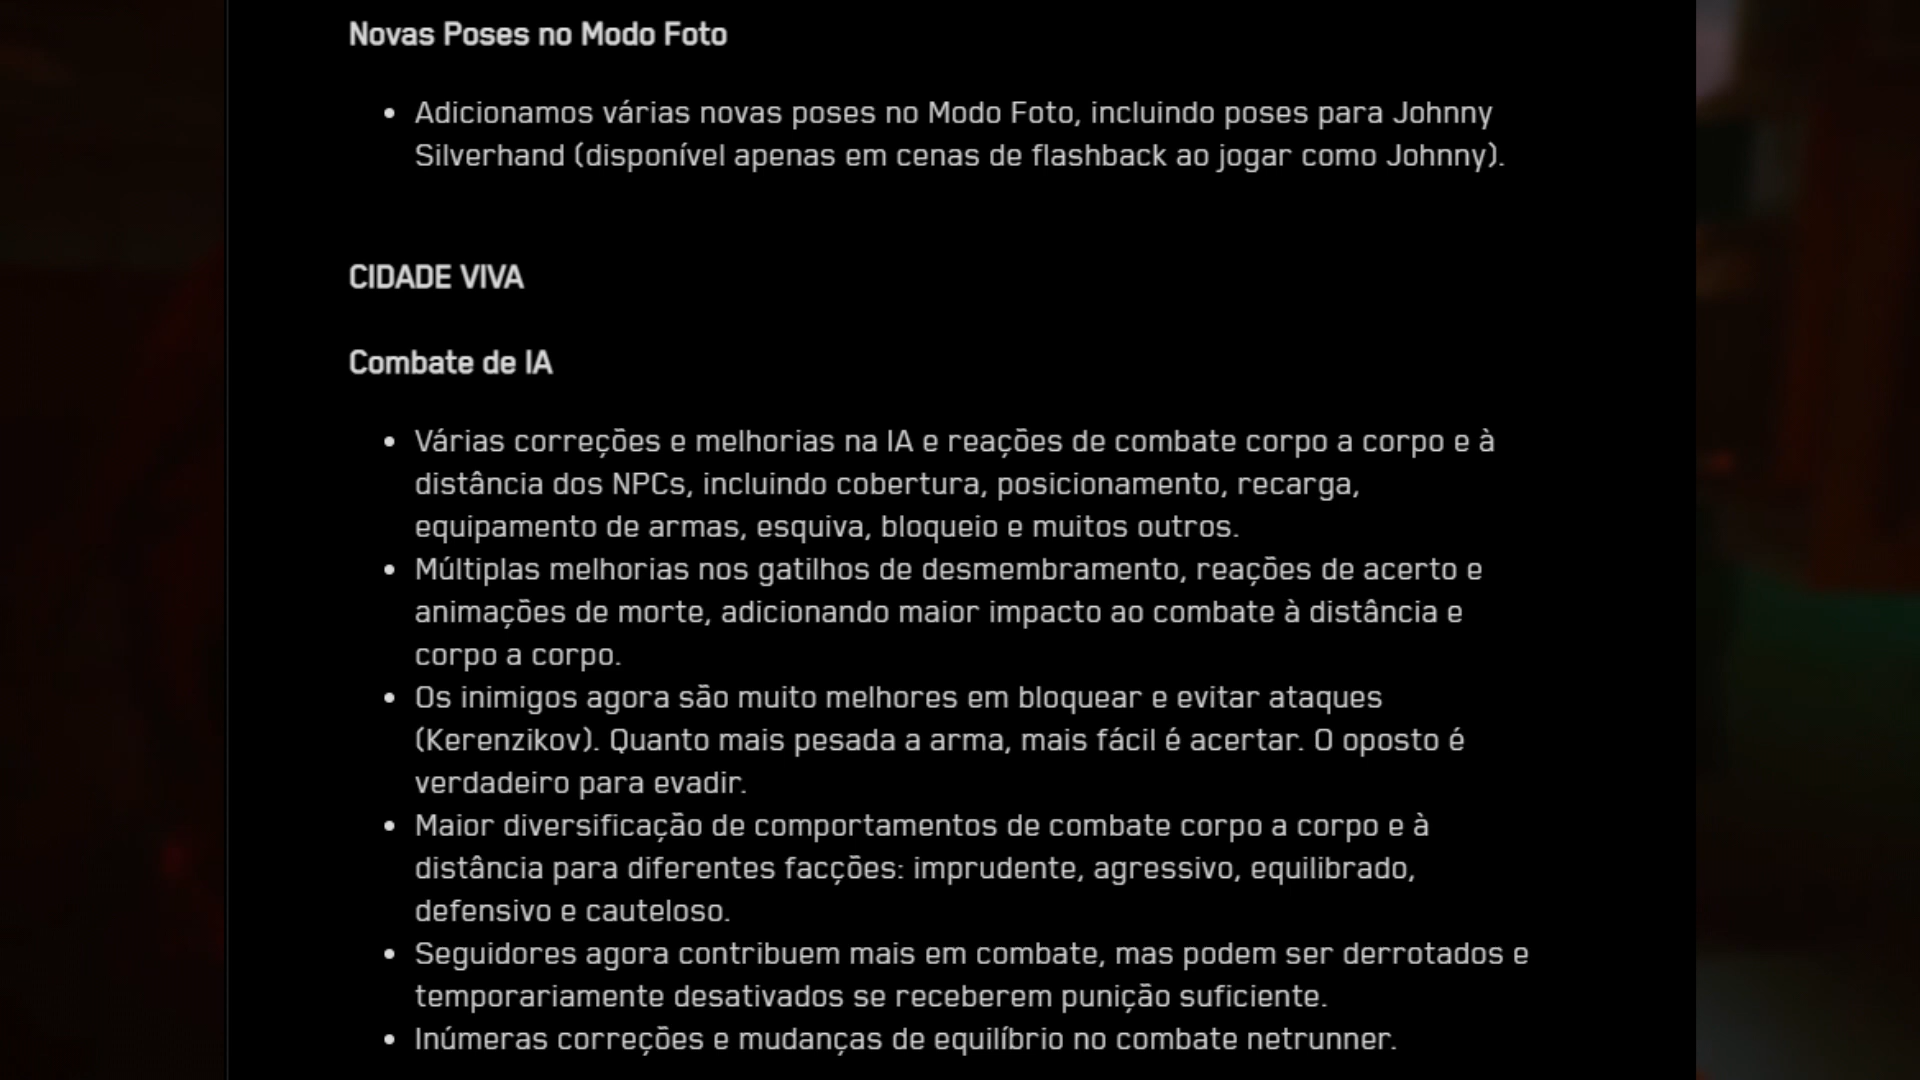 Novas Poses no Modo Foto
• Adicionamos várias novas poses no Modo Foto, incluindo poses para Johnny
Silverhand (disponível apenas em cenas de flashback ao jogar como Johnny).
CIDADE VIVA
Combate de IA
• Várias correções e melhorias na IA e reações de combate corpo a corpo e à
distância dos NPCs, incluindo cobertura, posicionamento, recarga,
equipamento de armas, esquiva, bloqueio e muitos outros.
• Múltiplas melhorias nos gatilhos de desmembramento, reações de acerto e
animações de morte, adicionando maior impacto ao combate à distância e
corpo a corpo.
• Os inimigos agora são muito melhores em bloquear e evitar ataques
(Kerenzikov). Quanto mais pesada a arma, mais fácil é acertar. O oposto é
verdadeiro para evadir.
• Maior diversificação de comportamentos de combate corpo a corpo e à
distância para diferentes facções: imprudente, agressivo, equilibrado,
defensivo e cauteloso.
• Seguidores agora contribuem mais em combate, mas podem ser derrotados e
temporariamente desativados se receberem punição suficiente.
• Inúmeras correções e mudanças de equilíbrio no combate netrunner.